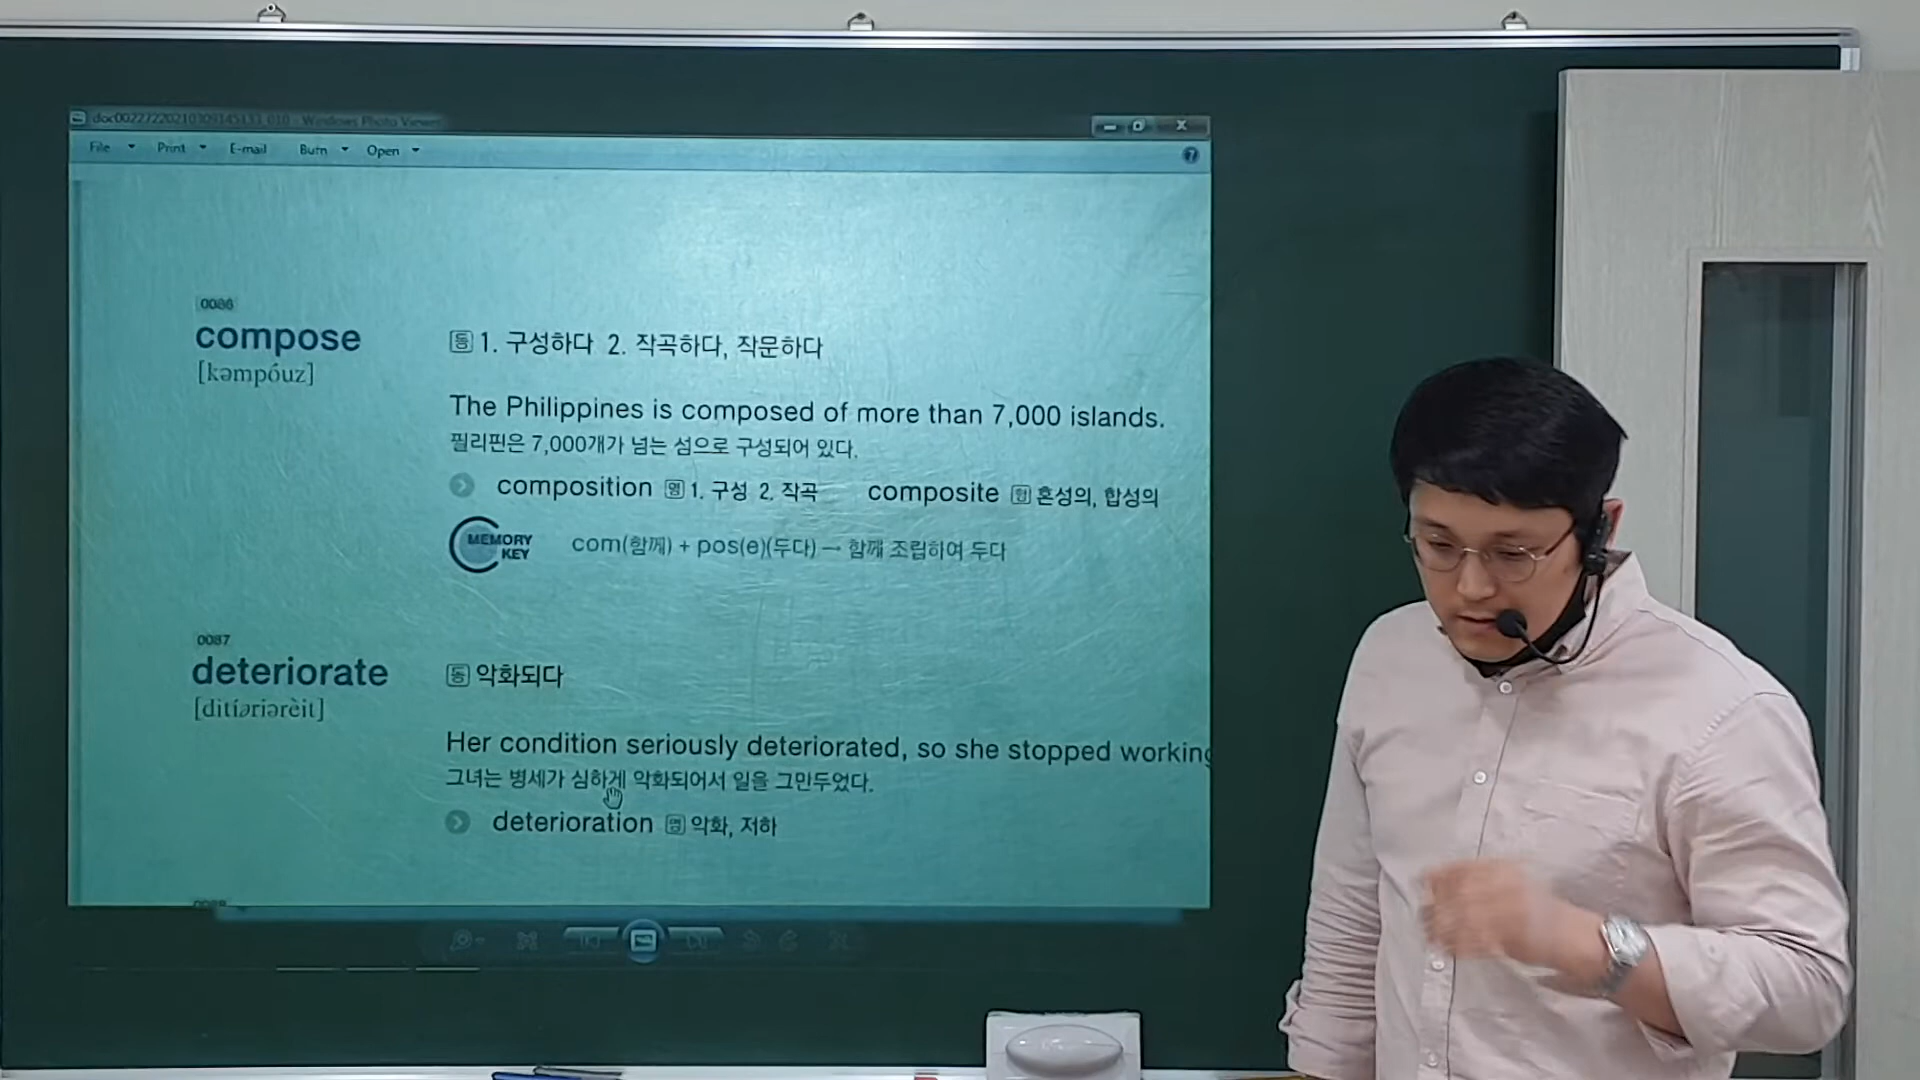 doc00227220210309145133_010 - Windows Photo Viewer
File Print E-mail Burn Open
0086
compose 동 1. 구성하다 2. 작곡하다, 작문하다
[kəmpóuz]
The Philippines is composed of more than 7,000 islands.
필리핀은 7,000개가 넘는 섬으로 구성되어 있다.
composition 명 1. 구성 2. 작곡 composite 형 혼성의, 합성의
MEMORY KEY com(함께) + pos(e)(두다) → 함께 조립하여 두다
0087
deteriorate 동 악화되다
[ditíəriərèit]
Her condition seriously deteriorated, so she stopped working
그녀는 병세가 심하게 악화되어서 일을 그만두었다.
deterioration 명 악화, 저하